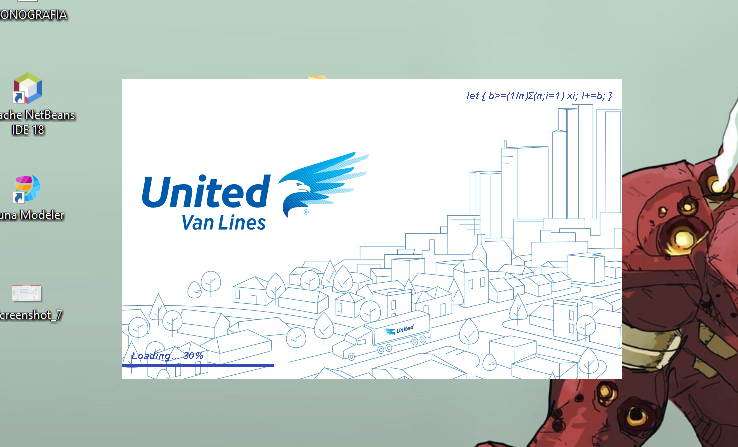 ONOGRAFIA
ache NetBeans
IDE 18
una Modeler
creenshot_7
let { b>=(1/n)Σ(n;i=1) xi; I+=b; }
United
Van Lines
United
Loading... 30%